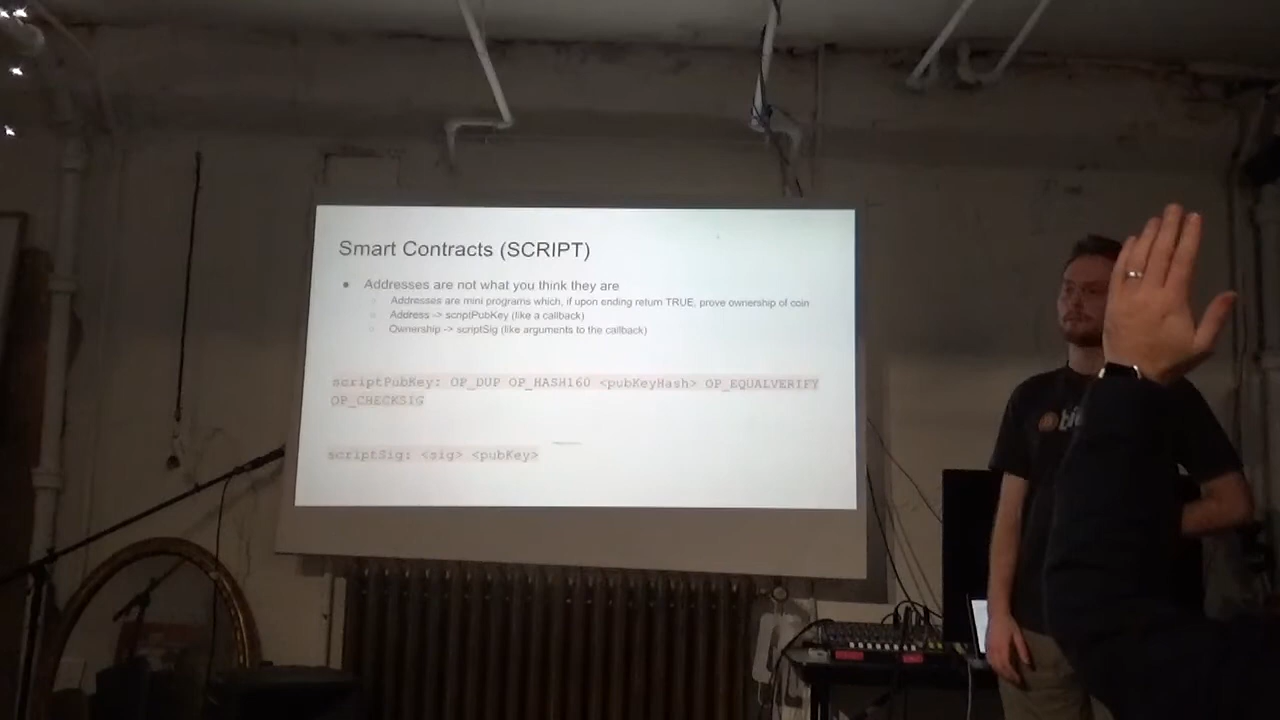 Smart Contracts (SCRIPT)
Addresses are not what you think they are
Addresses are mini programs which, if upon ending return TRUE, prove ownership of coin
Address -> scriptPubKey (like a callback)
Ownership -> scriptSig (like arguments to the callback)
scriptPubKey: OP_DUP OP_HASH160 <pubKeyHash> OP_EQUALVERIFY
OP_CHECKSIG
scriptSig: <sig> <pubKey>